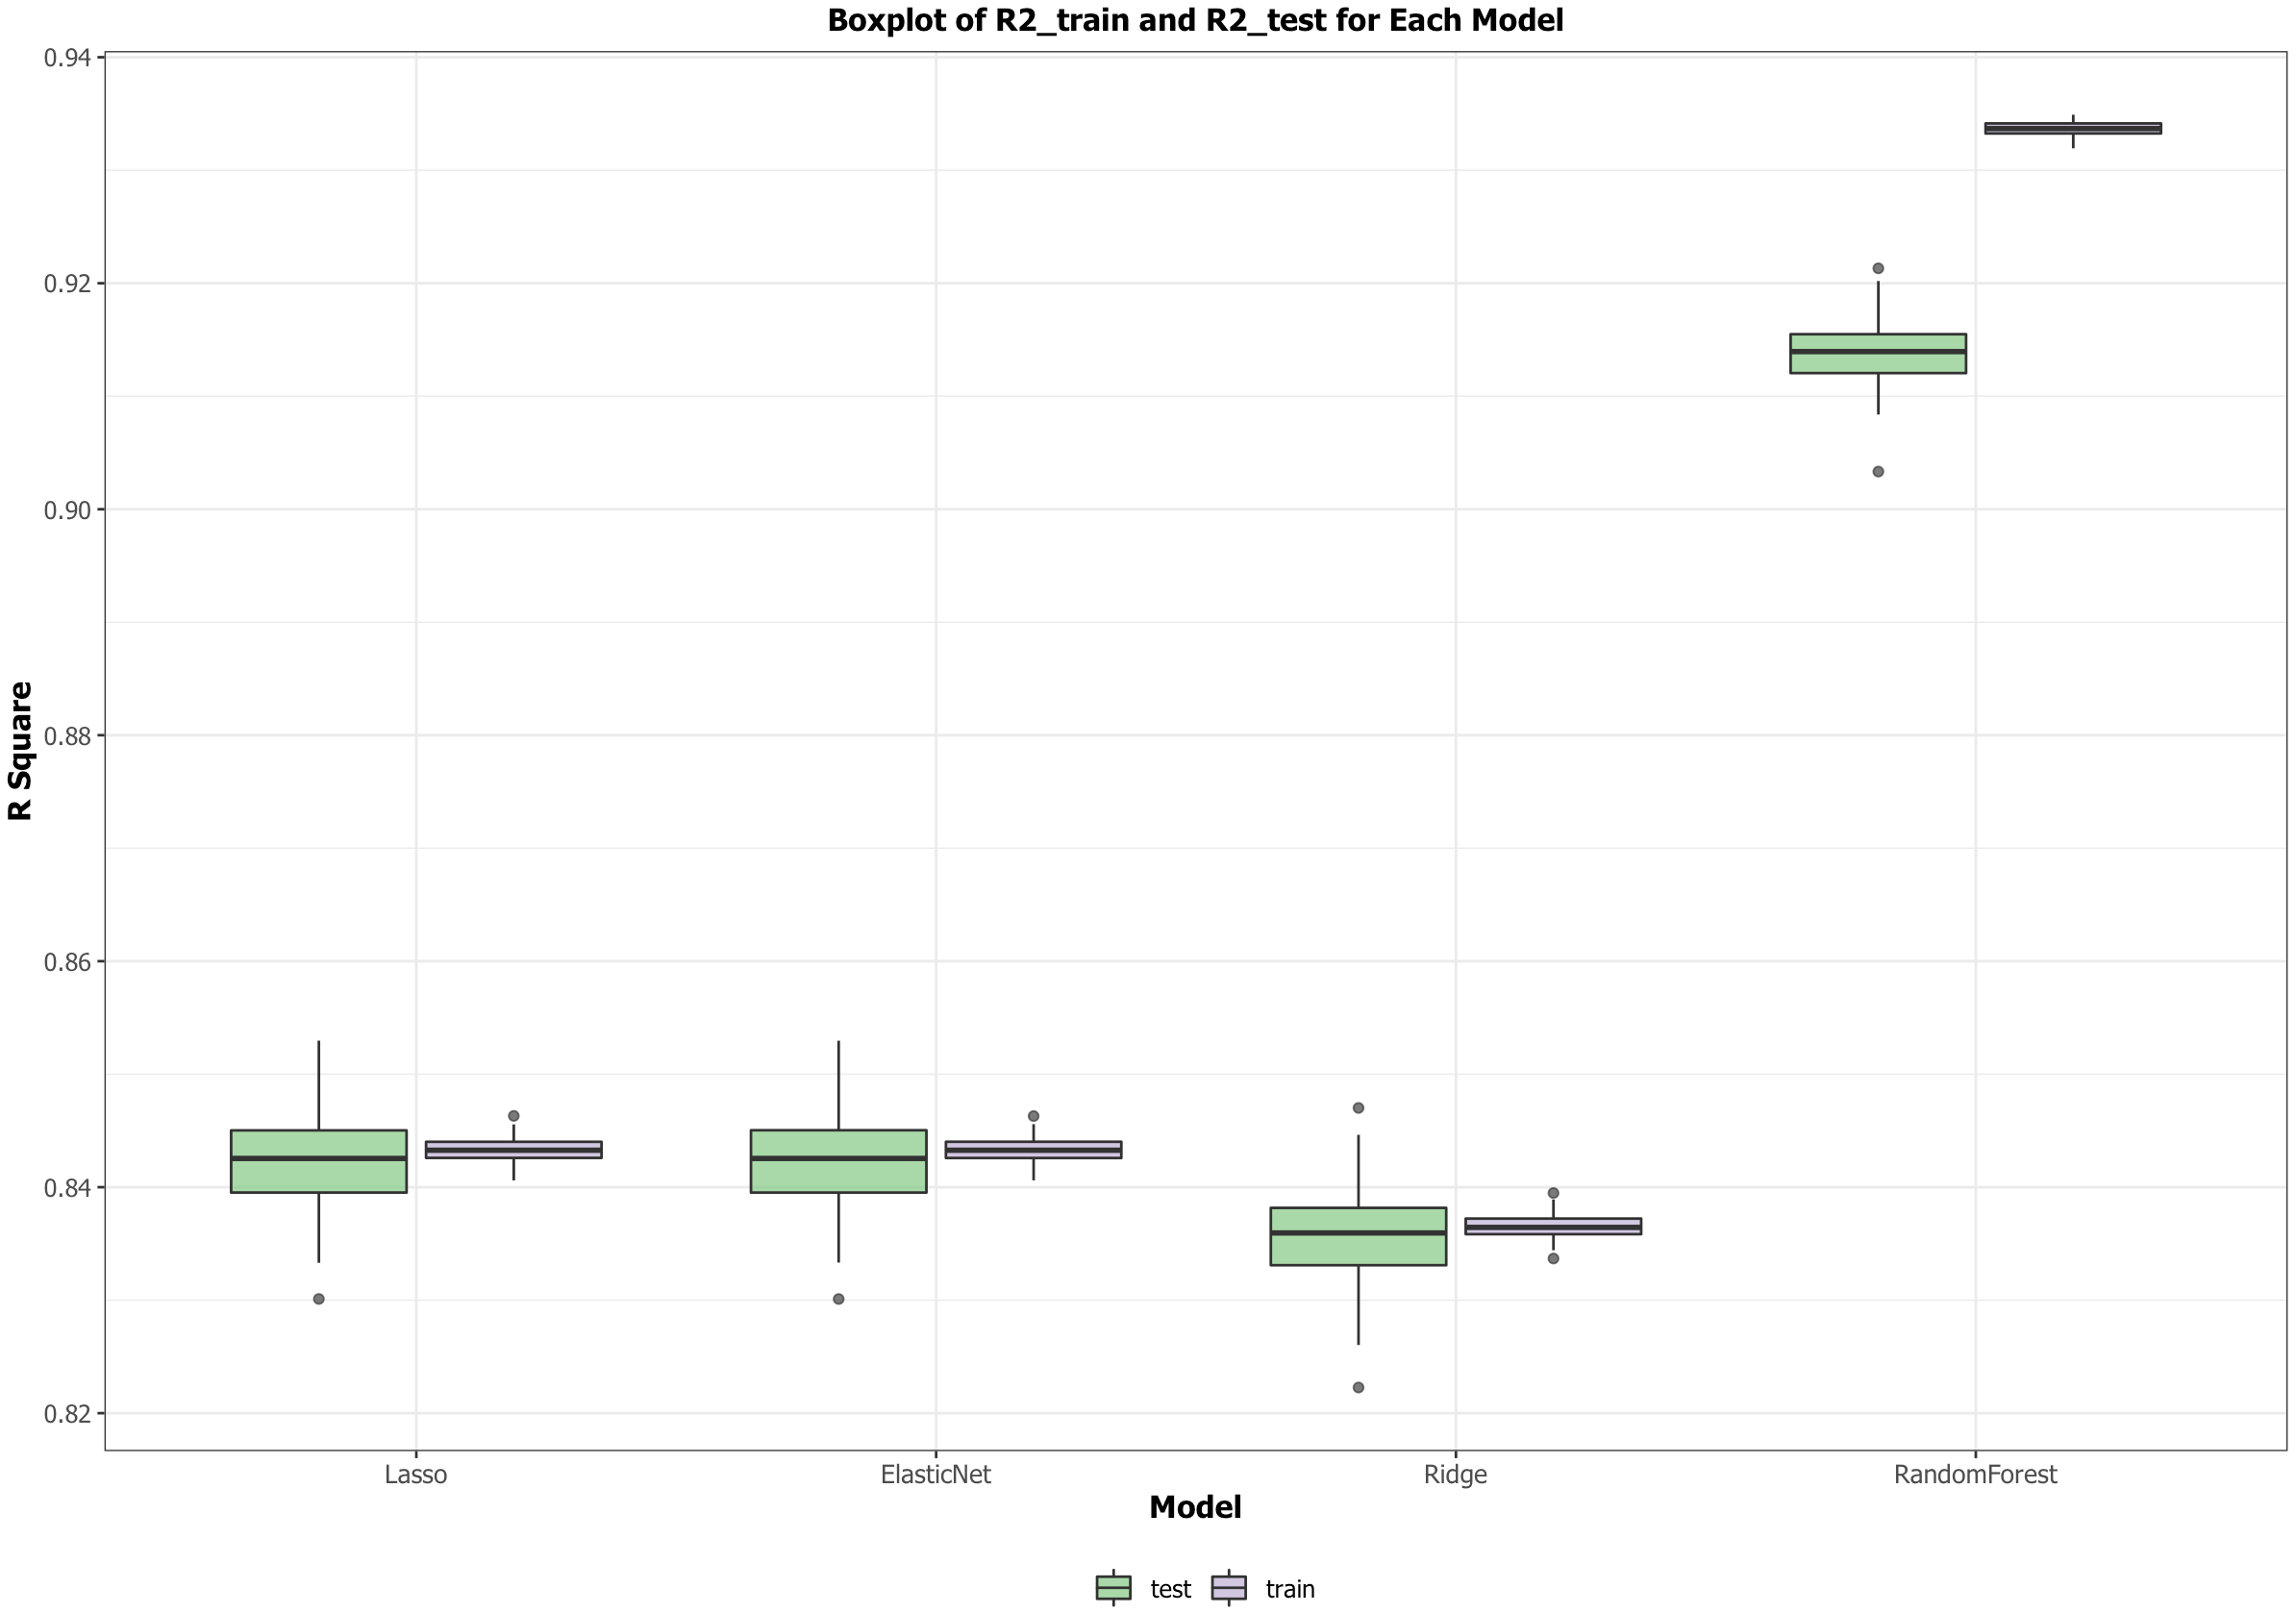 Boxplot of R2_train and R2_test for Each Model
R Square
0.94
0.92
0.90
0.88
0.86
0.84
0.82
Lasso ElasticNet Ridge RandomForest
Model
test train